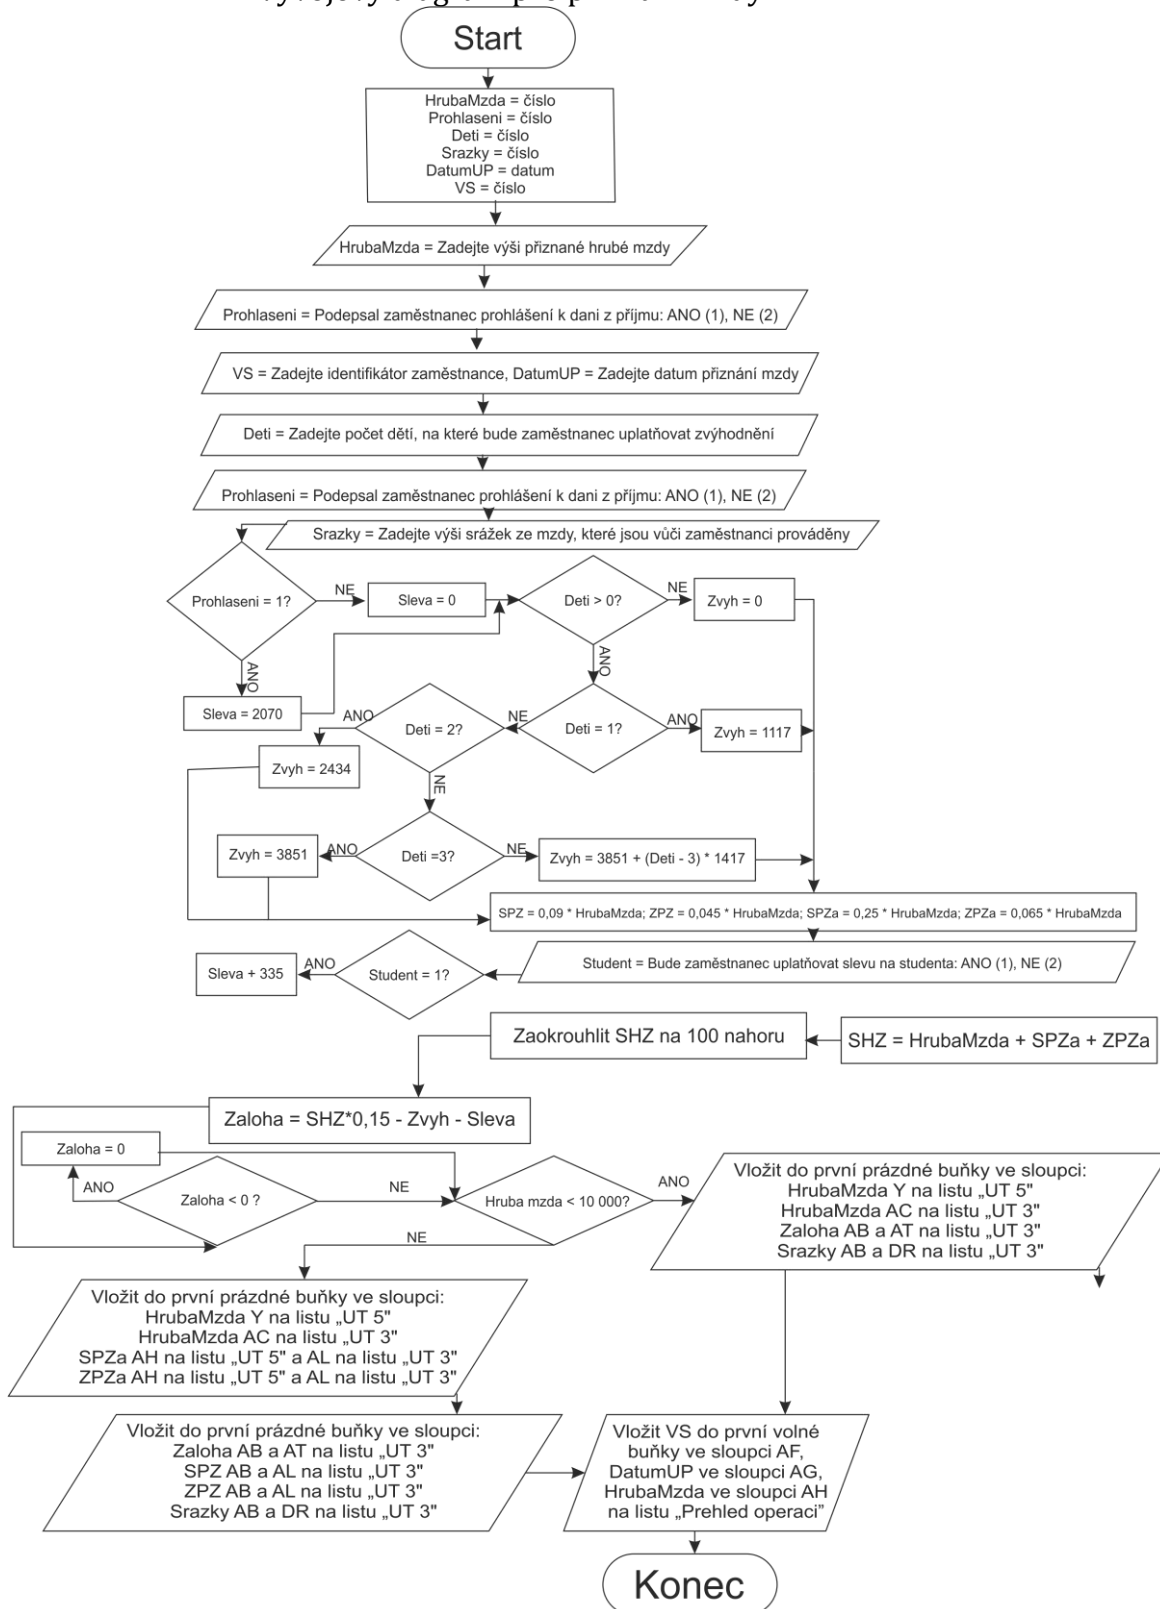 Start
HrubaMzda = číslo
Prohlaseni = číslo
Deti = číslo
Srazky = číslo
DatumUP = datum
VS = číslo
HrubaMzda = Zadejte výši přiznané hrubé mzdy
Prohlaseni = Podepsal zaměstnanec prohlášení k dani z příjmu: ANO (1), NE (2)
VS = Zadejte identifikátor zaměstnance, DatumUP = Zadejte datum přiznání mzdy
Deti = Zadejte počet dětí, na které bude zaměstnanec uplatňovat zvýhodnění
Prohlaseni = Podepsal zaměstnanec prohlášení k dani z příjmu: ANO (1), NE (2)
Srazky = Zadejte výši srážek ze mzdy, které jsou vůči zaměstnanci prováděny
Prohlaseni = 1?
NE
Sleva = 0
Deti > 0?
NE
Zvyh = 0
ANO
ANO
Sleva = 2070
ANO
Deti = 2?
NE
Deti = 1?
ANO
Zvyh = 1117
Zvyh = 2434
NE
Zvyh = 3851
ANO
Deti =3?
NE
Zvyh = 3851 + (Deti - 3) * 1417
SPZ = 0,09 * HrubaMzda; ZPZ = 0,045 * HrubaMzda; SPZa = 0,25 * HrubaMzda; ZPZa = 0,065 * HrubaMzda
Sleva + 335
ANO
Student = 1?
Student = Bude zaměstnanec uplatňovat slevu na studenta: ANO (1), NE (2)
Zaokrouhlit SHZ na 100 nahoru
SHZ = HrubaMzda + SPZa + ZPZa
Zaloha = SHZ*0,15 - Zvyh - Sleva
Zaloha = 0
ANO
Zaloha < 0 ?
NE
Hruba mzda < 10 000?
ANO
NE
Vložit do první prázdné buňky ve sloupci:
HrubaMzda Y na listu „UT 5"
HrubaMzda AC na listu „UT 3"
Zaloha AB a AT na listu „UT 3"
Srazky AB a DR na listu „UT 3"
Vložit do první prázdné buňky ve sloupci:
HrubaMzda Y na listu „UT 5"
HrubaMzda AC na listu „UT 3"
SPZa AH na listu „UT 5" a AL na listu „UT 3"
ZPZa AH na listu „UT 5" a AL na listu „UT 3"
Vložit do první prázdné buňky ve sloupci:
Zaloha AB a AT na listu „UT 3"
SPZ AB a AL na listu „UT 3"
ZPZ AB a AL na listu „UT 3"
Srazky AB a DR na listu „UT 3"
Vložit VS do první volné
buňky ve sloupci AF,
DatumUP ve sloupci AG,
HrubaMzda ve sloupci AH
na listu „Prehled operaci”
Konec